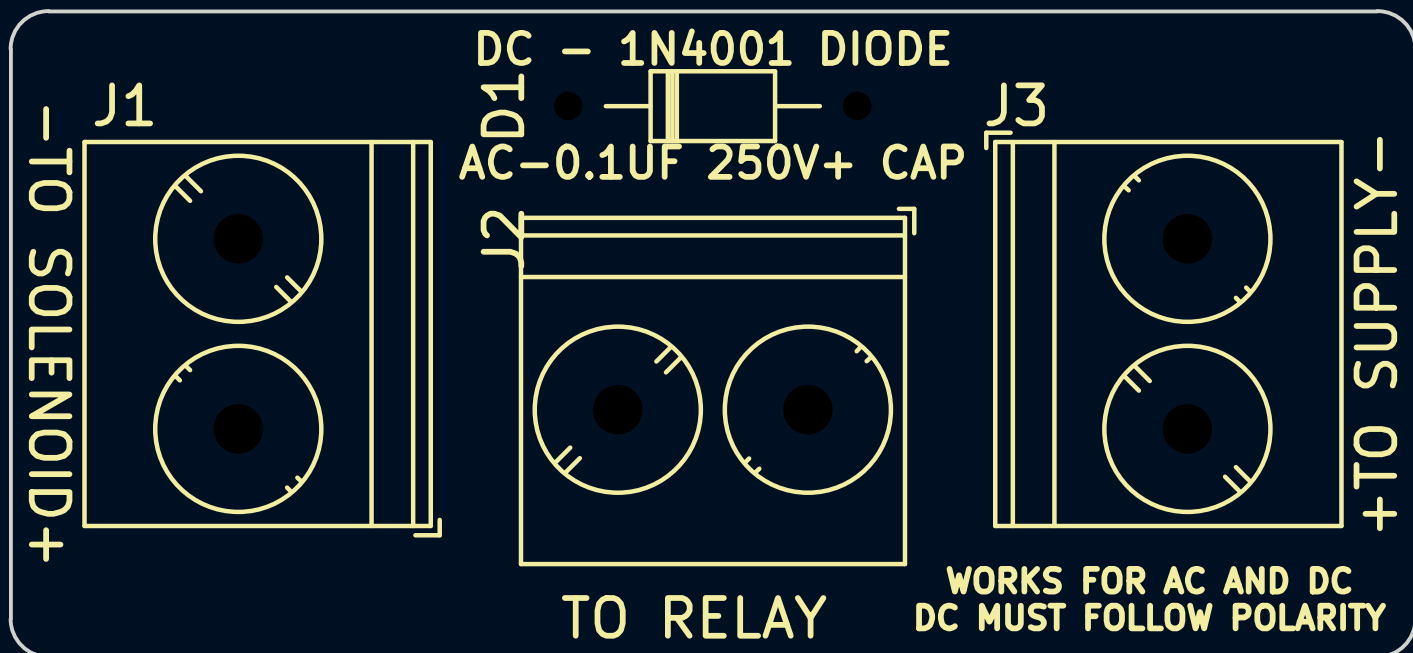 DC - 1N4001 DIODE
D1
AC-0.1UF 250V+ CAP
J1
- TO SOLENOID+
J2
TO RELAY
J3
+TO SUPPLY-
WORKS FOR AC AND DC
DC MUST FOLLOW POLARITY